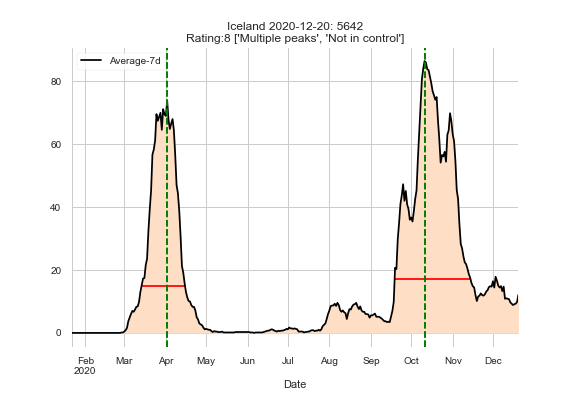 Iceland 2020-12-20: 5642
Rating:8 ['Multiple peaks', 'Not in control']
Average-7d
80
60
40
20
0
Feb Mar Apr May Jun Jul Aug Sep Oct Nov Dec
2020
Date